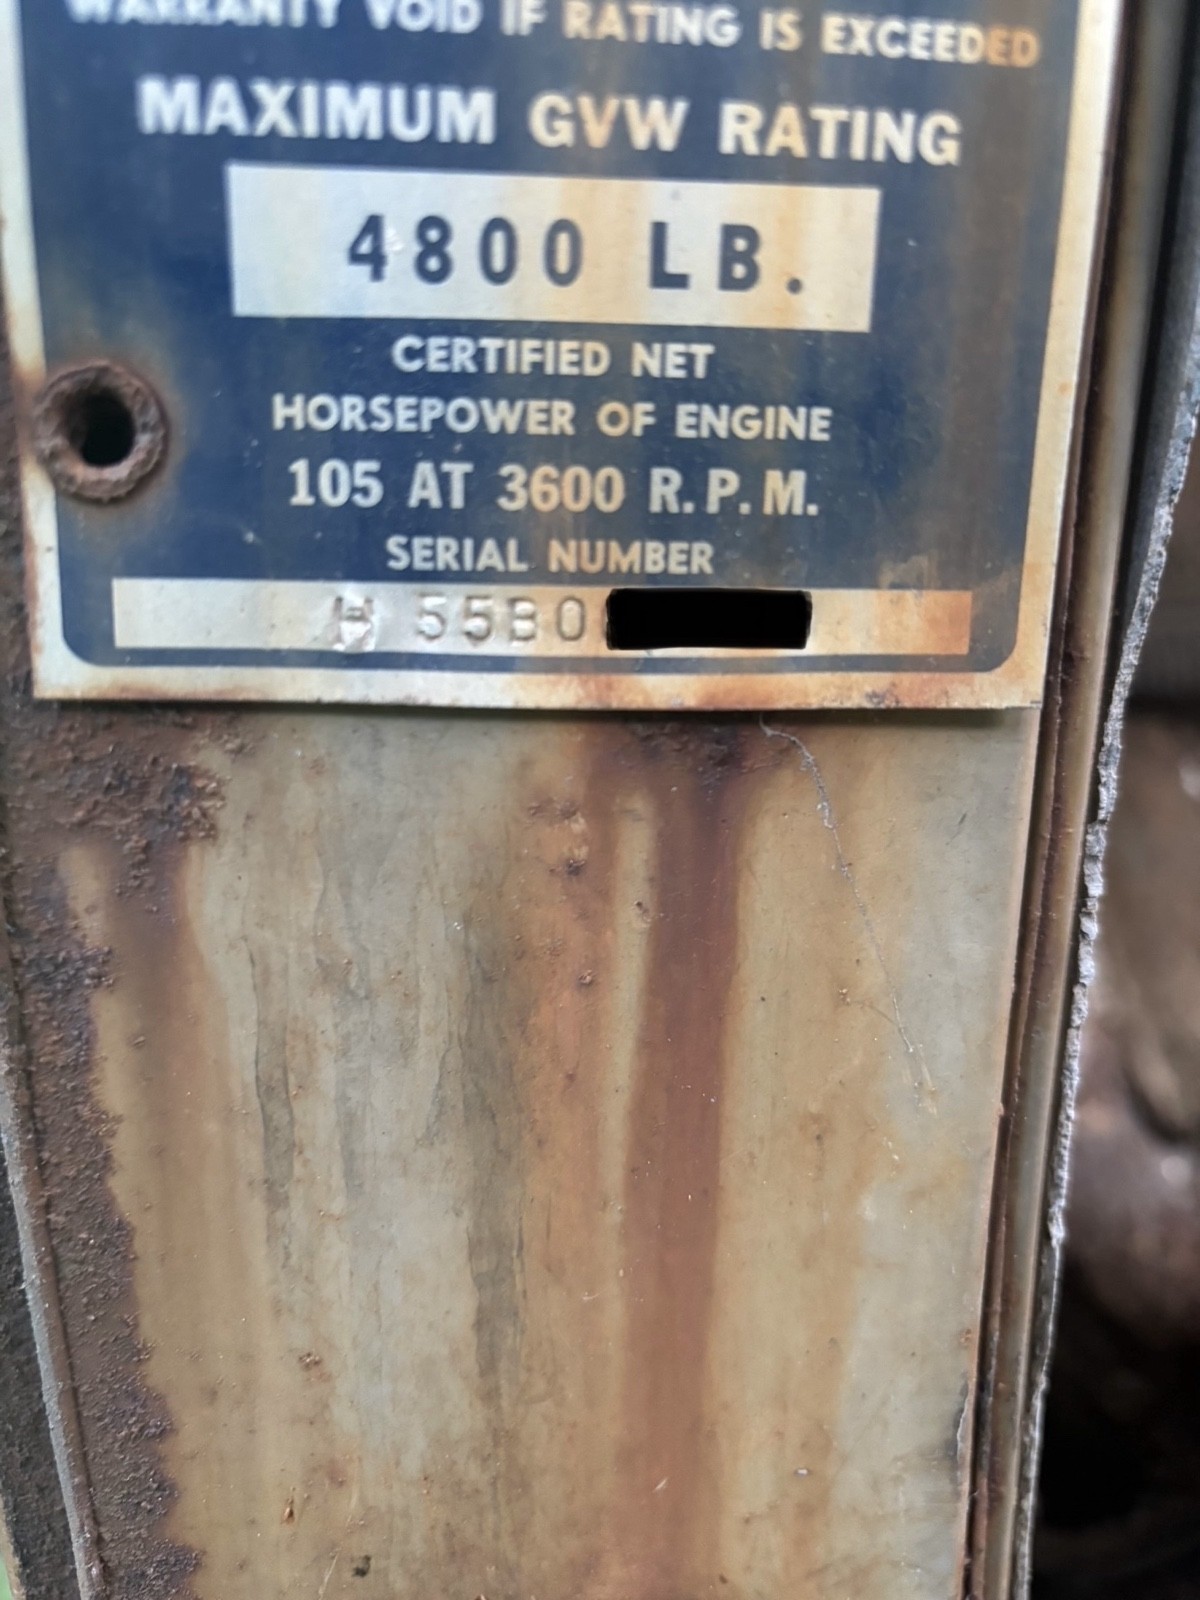 WARRANTY VOID IF RATING IS EXCEEDED
MAXIMUM GVW RATING
4800 LB.
CERTIFIED NET
HORSEPOWER OF ENGINE
105 AT 3600 R.P.M.
SERIAL NUMBER
H 55B0